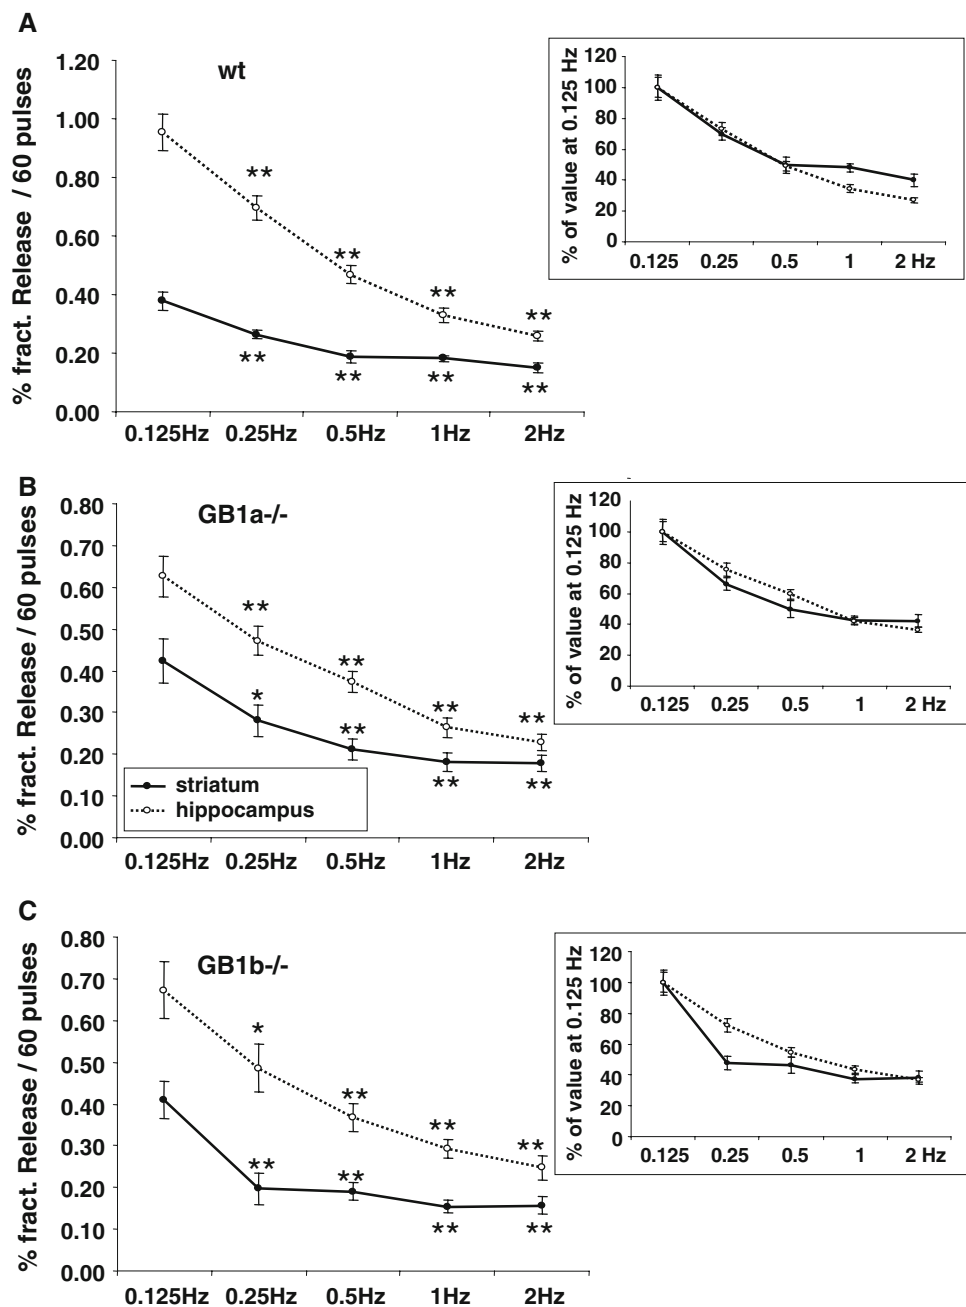 A
wt
% fract. Release / 60 pulses
1.20
1.00
0.80
0.60
0.40
0.20
0.00
** ** ** **
** ** ** **
0.125Hz 0.25Hz 0.5Hz 1Hz 2Hz
% of value at 0.125 Hz
120
100
80
60
40
20
0
0.125 0.25 0.5 1 2 Hz
B
GB1a-/-
% fract. Release / 60 pulses
0.80
0.70
0.60
0.50
0.40
0.30
0.20
0.10
0.00
** ** ** **
* ** ** **
striatum
hippocampus
0.125Hz 0.25Hz 0.5Hz 1Hz 2Hz
% of value at 0.125 Hz
120
100
80
60
40
20
0
0.125 0.25 0.5 1 2 Hz
C
GB1b-/-
% fract. Release / 60 pulses
0.80
0.70
0.60
0.50
0.40
0.30
0.20
0.10
0.00
* ** ** **
** ** ** **
0.125Hz 0.25Hz 0.5Hz 1Hz 2Hz
% of value at 0.125 Hz
120
100
80
60
40
20
0
0.125 0.25 0.5 1 2 Hz